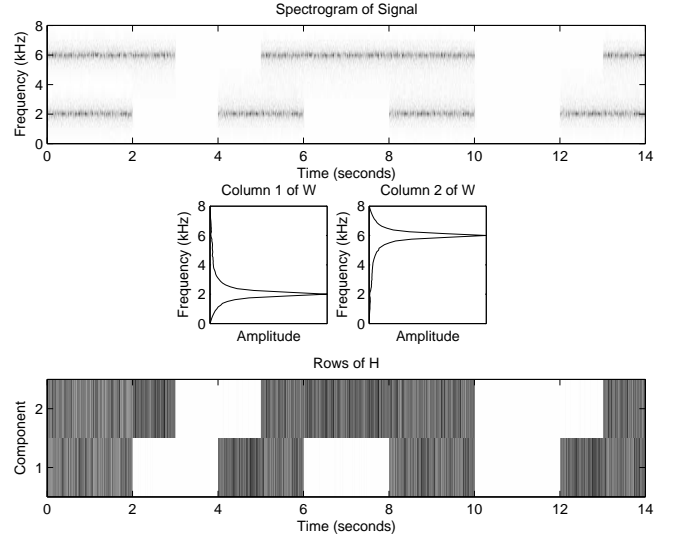 Spectrogram of Signal
Frequency (kHz)
8
6
4
2
0
0 2 4 6 8 10 12 14
Time (seconds)
Column 1 of W
Frequency (kHz)
8
6
4
2
0
Amplitude
Column 2 of W
Frequency (kHz)
8
6
4
2
0
Amplitude
Rows of H
Component
2
1
0 2 4 6 8 10 12 14
Time (seconds)